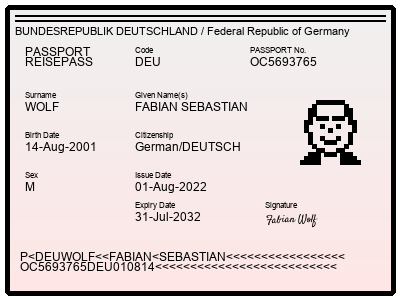 BUNDESREPUBLIK DEUTSCHLAND / Federal Republic of Germany
PASSPORT
REISEPASS
Code
DEU
PASSPORT No.
OC5693765
Surname
WOLF
Given Name(s)
FABIAN SEBASTIAN
Birth Date
14-Aug-2001
Citizenship
German/DEUTSCH
Sex
M
Issue Date
01-Aug-2022
Expiry Date
31-Jul-2032
Signature
Fabian Wolf
P<DEUWOLF<<FABIAN<SEBASTIAN<<<<<<<<<<<<<<<<<
OC5693765DEU010814<<<<<<<<<<<<<<<<<<<<<<<<<<